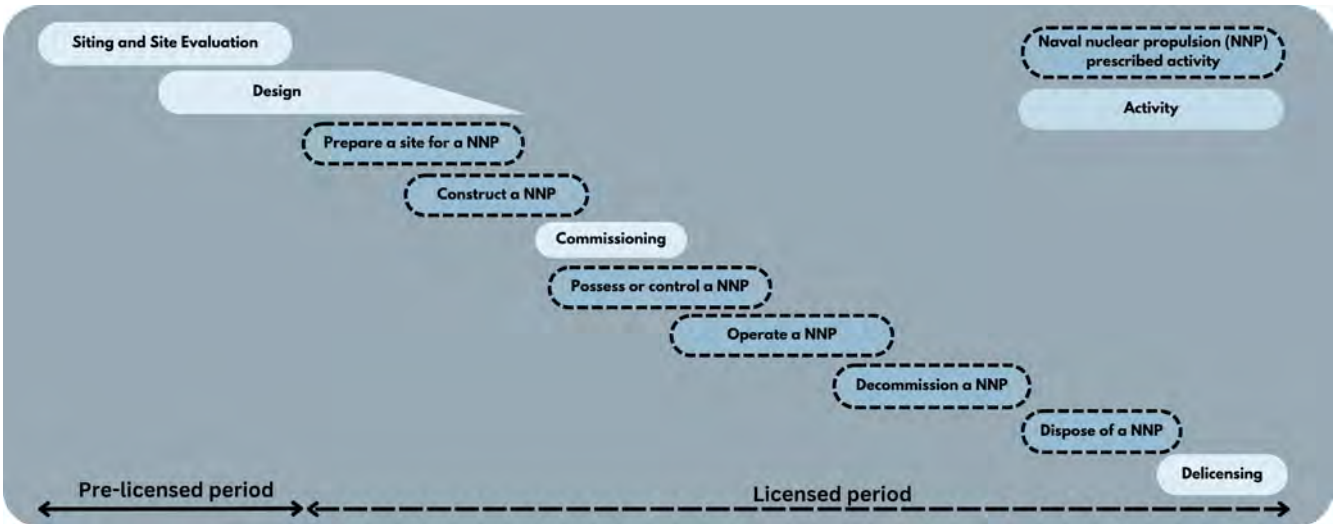 Siting and Site Evaluation
Naval nuclear propulsion (NNP)
prescribed activity
Design
Activity
Prepare a site for a NNP
Construct a NNP
Commissioning
Possess or control a NNP
Operate a NNP
Decommission a NNP
Dispose of a NNP
Delicensing
Pre-licensed period
Licensed period